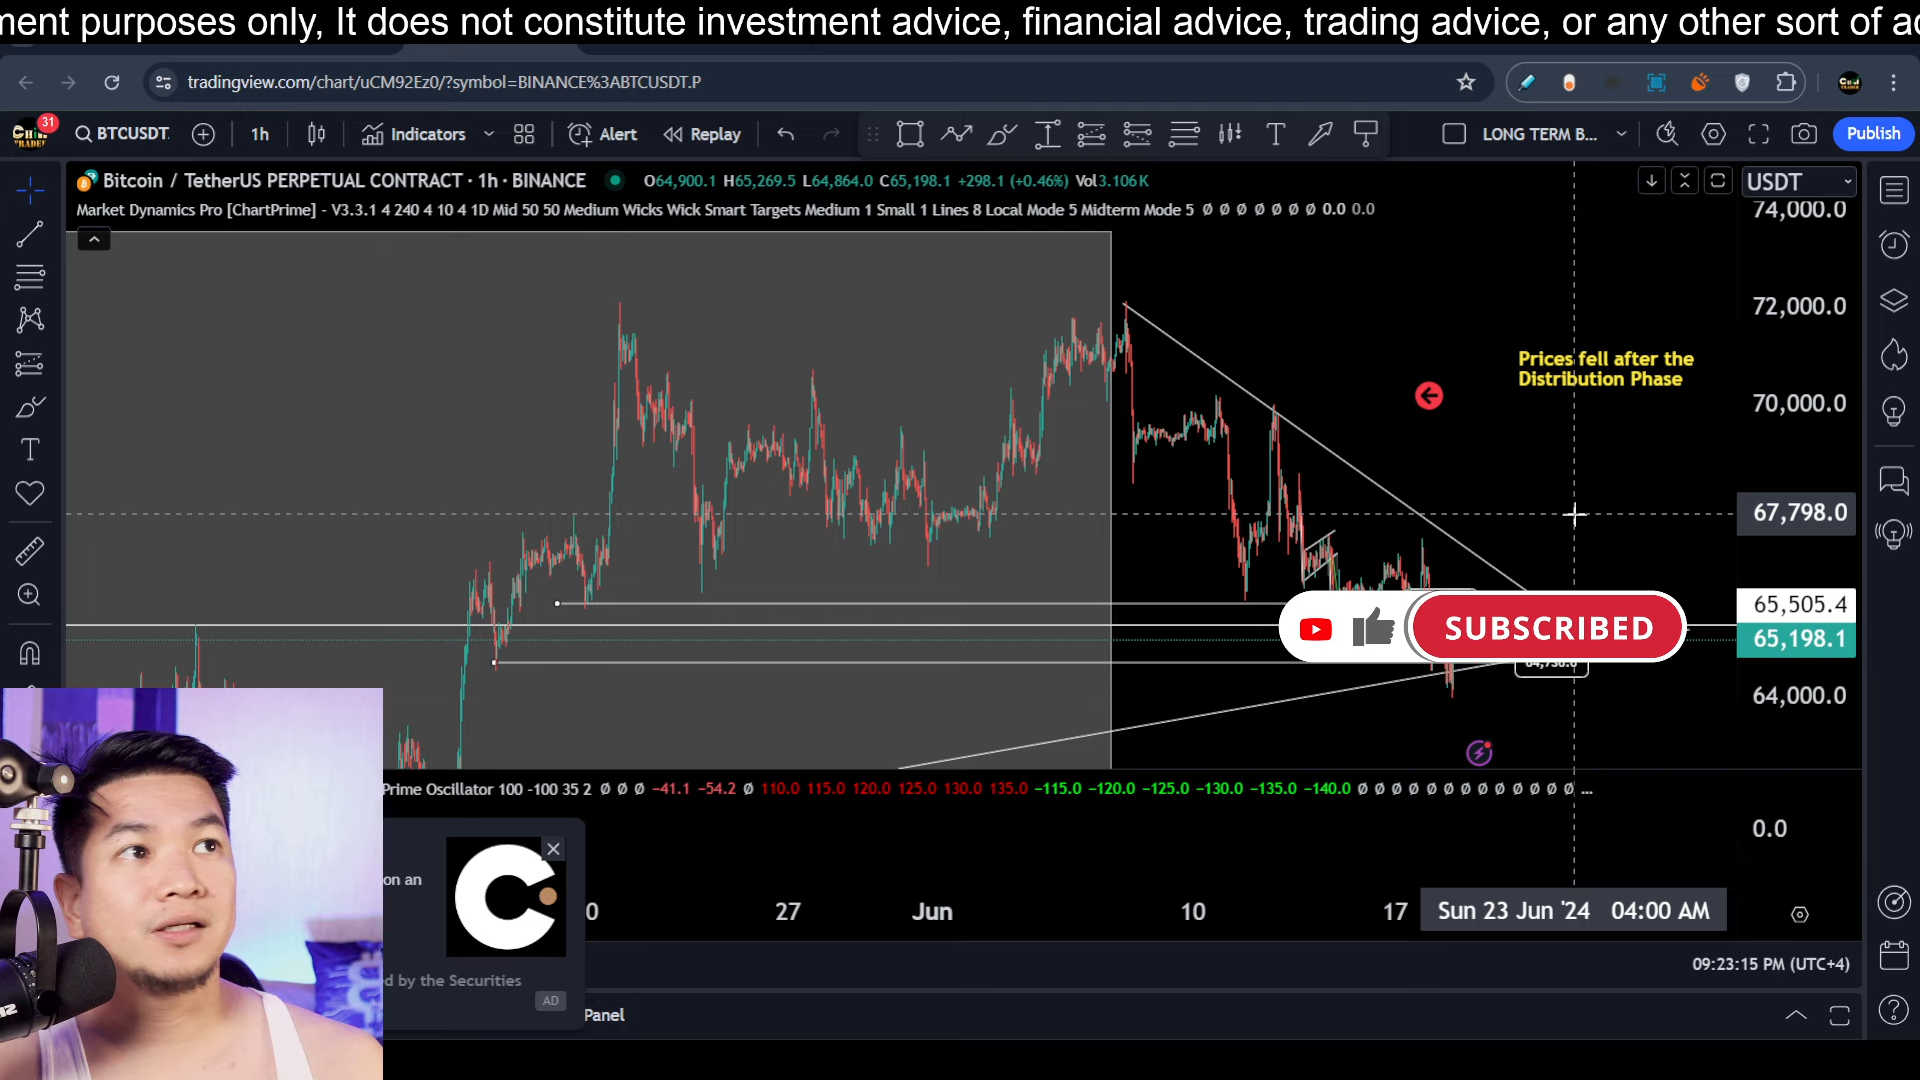 ment purposes only, It does not constitute investment advice, financial advice, trading advice, or any other sort of ad
tradingview.com/chart/uCM92Ez0/?symbol=BINANCE%3ABTCUSDT.P
31
BTCUSDT.
1h
Indicators
Alert
Replay
LONG TERM B...
Publish
Bitcoin / TetherUS PERPETUAL CONTRACT · 1h · BINANCE
O64,900.1 H65,269.5 L64,864.0 C65,198.1 +298.1 (+0.46%) Vol3.106K
USDT
Market Dynamics Pro [ChartPrime] - V3.3.1 4 240 4 10 4 1D Mid 50 50 Medium Wicks Wick Smart Targets Medium 1 Small 1 Lines 8 Local Mode 5 Midterm Mode 5 Ø Ø Ø Ø Ø Ø Ø 0.0 0.0
74,000.0
72,000.0
Prices fell after the
Distribution Phase
70,000.0
67,798.0
65,505.4
SUBSCRIBED
65,198.1
64,000.0
Prime Oscillator 100 -100 35 2 Ø Ø Ø −41.1 −54.2 Ø 110.0 115.0 120.0 125.0 130.0 135.0 −115.0 −120.0 −125.0 −130.0 −135.0 −140.0 Ø Ø Ø Ø Ø Ø Ø Ø Ø Ø Ø Ø Ø ...
0.0
on an
0
27
Jun
10
17
Sun 23 Jun '24 04:00 AM
09:23:15 PM (UTC+4)
d by the Securities
AD
Panel